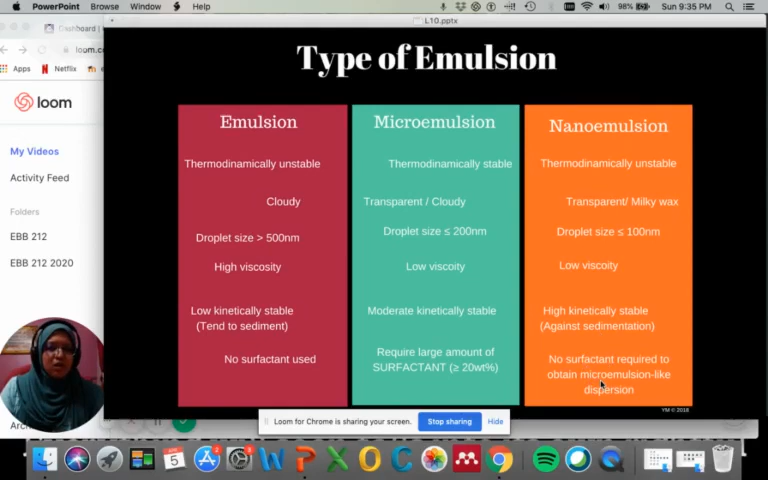 PowerPoint Browse Window Help
98%
Sun 9:35 PM
L10.pptx
Dashboard |
loom.c
Apps
Netflix
loom
My Videos
Activity Feed
Folders
EBB 212
EBB 212 2020
Type of Emulsion
Emulsion
Thermodinamically unstable
Cloudy
Droplet size > 500nm
High viscosity
Low kinetically stable
(Tend to sediment)
No surfactant used
Microemulsion
Thermodinamically stable
Transparent / Cloudy
Droplet size ≤ 200nm
Low viscoity
Moderate kinetically stable
Require large amount of
SURFACTANT (≥ 20wt%)
Nanoemulsion
Thermodinamically unstable
Transparent/ Milky wax
Droplet size ≤ 100nm
Low viscoity
High kinetically stable
(Against sedimentation)
No surfactant required to
obtain microemulsion-like
dispersion
YM © 2018
Loom for Chrome is sharing your screen.
Stop sharing
Hide
APR
5